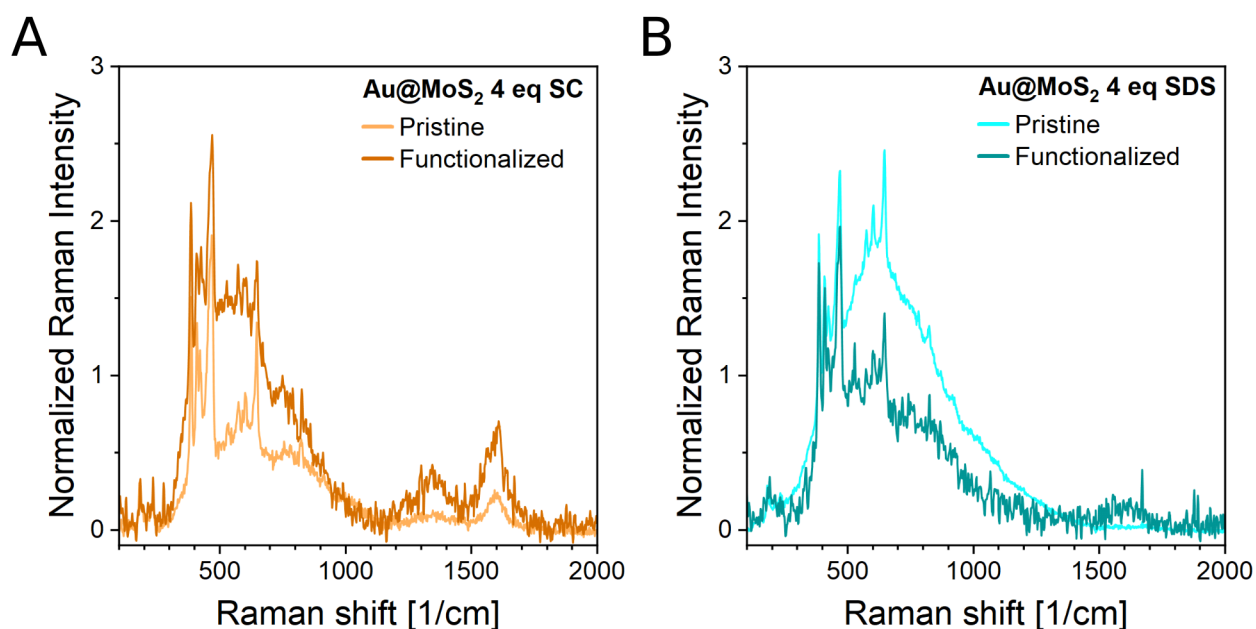 A
Normalized Raman Intensity
3
2
1
0
Au@MoS₂ 4 eq SC
Pristine
Functionalized
500
1000
1500
2000
Raman shift [1/cm]
B
Normalized Raman Intensity
3
2
1
0
Au@MoS₂ 4 eq SDS
Pristine
Functionalized
500
1000
1500
2000
Raman shift [1/cm]